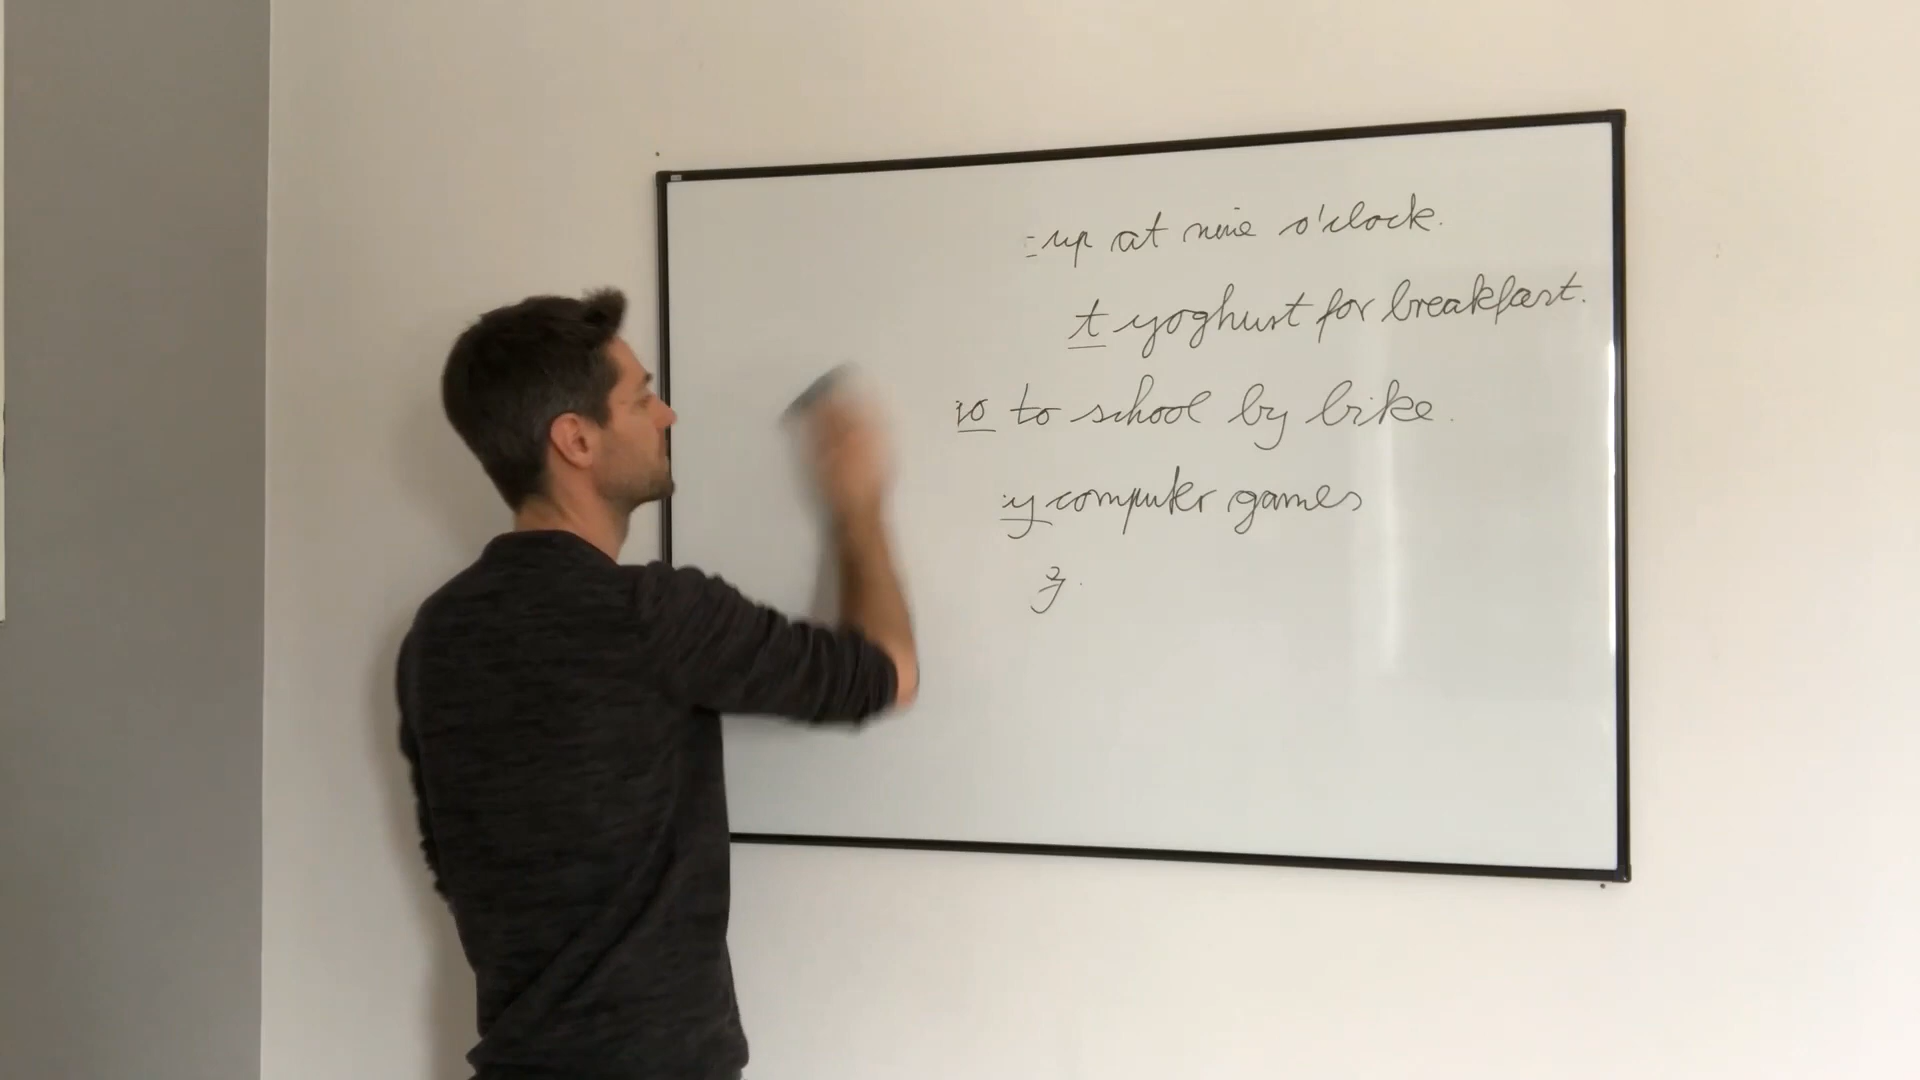 up at nine o'clock.
t yoghurt for breakfast.
to school by bike.
y computer games